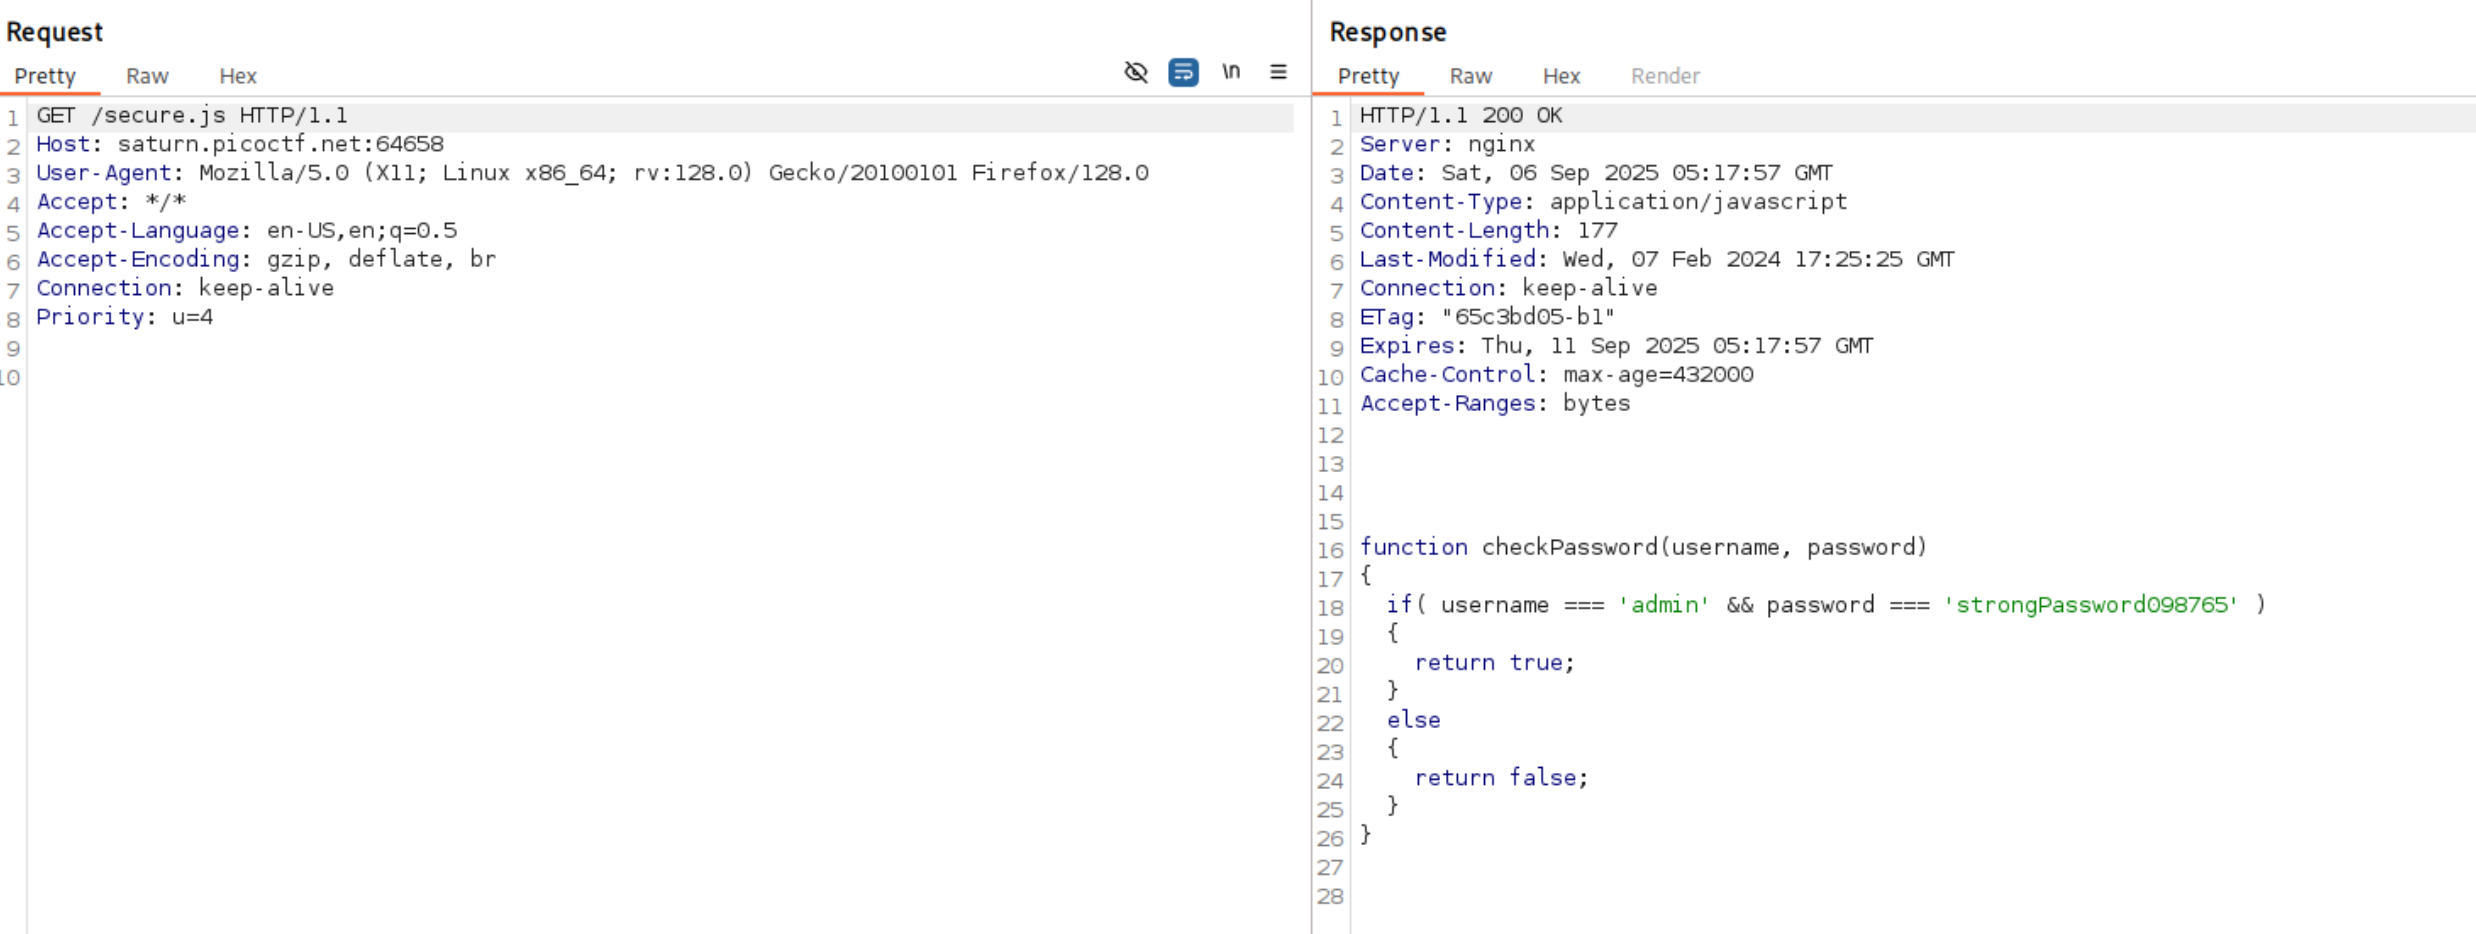 Request
Pretty Raw Hex \n
1 GET /secure.js HTTP/1.1
2 Host: saturn.picoctf.net:64658
3 User-Agent: Mozilla/5.0 (X11; Linux x86_64; rv:128.0) Gecko/20100101 Firefox/128.0
4 Accept: */*
5 Accept-Language: en-US,en;q=0.5
6 Accept-Encoding: gzip, deflate, br
7 Connection: keep-alive
8 Priority: u=4
9
10
Response
Pretty Raw Hex Render
1 HTTP/1.1 200 OK
2 Server: nginx
3 Date: Sat, 06 Sep 2025 05:17:57 GMT
4 Content-Type: application/javascript
5 Content-Length: 177
6 Last-Modified: Wed, 07 Feb 2024 17:25:25 GMT
7 Connection: keep-alive
8 ETag: "65c3bd05-b1"
9 Expires: Thu, 11 Sep 2025 05:17:57 GMT
10 Cache-Control: max-age=432000
11 Accept-Ranges: bytes
12
13
14
15
16 function checkPassword(username, password)
17 {
18 if( username === 'admin' && password === 'strongPassword098765' )
19 {
20 return true;
21 }
22 else
23 {
24 return false;
25 }
26 }
27
28